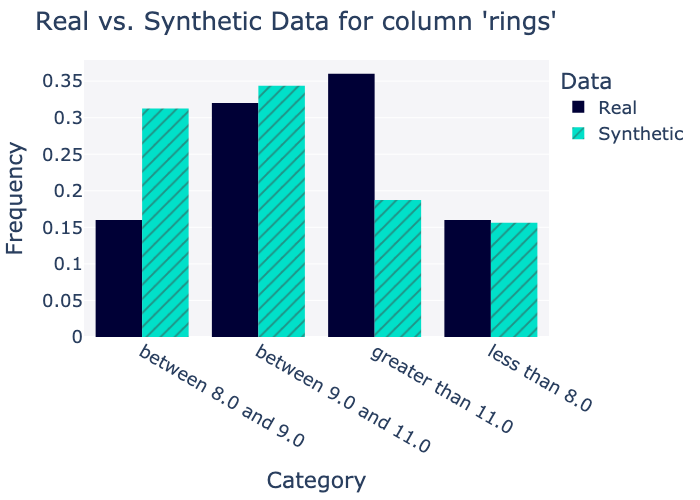 Real vs. Synthetic Data for column 'rings'
Data
Real
Synthetic
Frequency
0.35
0.3
0.25
0.2
0.15
0.1
0.05
0
between 8.0 and 9.0
between 9.0 and 11.0
greater than 11.0
less than 8.0
Category